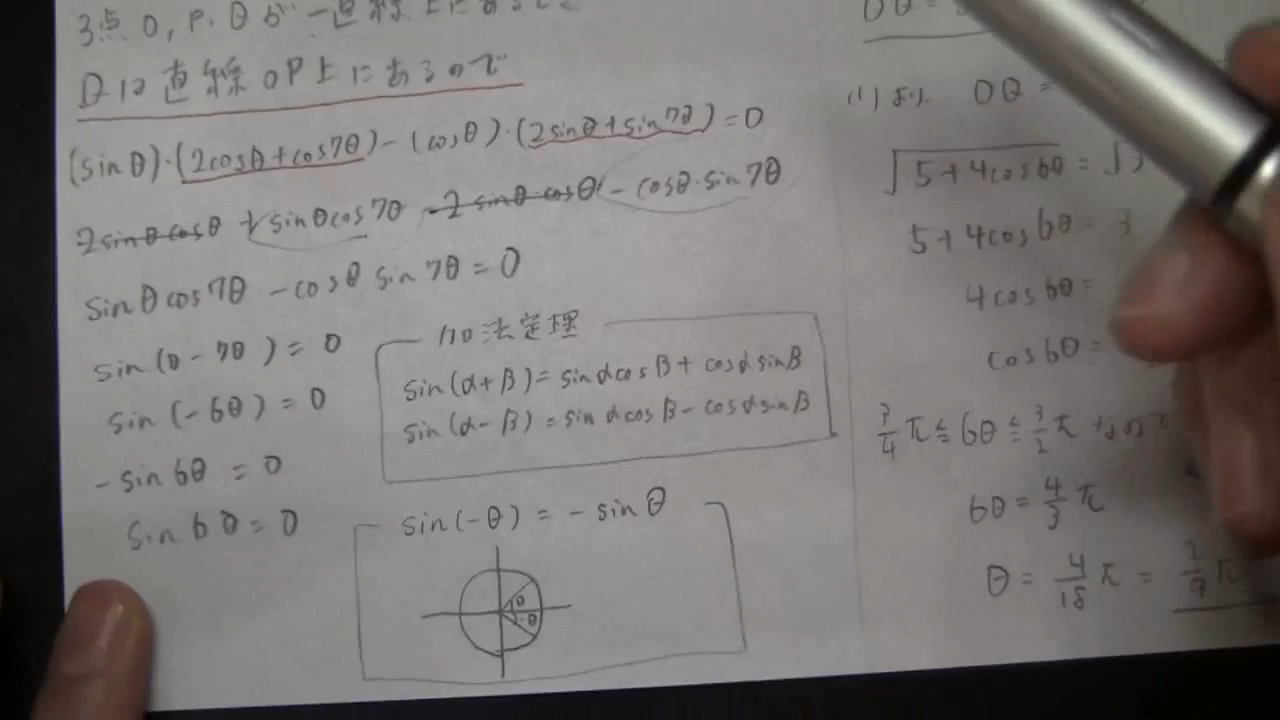 3点 O, P, Q が一直線上にあるとき
Qは直線OP上にあるので
(sinθ)・(2cosθ+cos7θ)-(cosθ)・(2sinθ+sin7θ)=0
2sinθcosθ+sinθcos7θ-2sinθcosθ-cosθ・sin7θ
sinθcos7θ-cosθsin7θ=0
sin(θ-7θ)=0
sin(-6θ)=0
-sin6θ=0
sin6θ=0
加法定理
sin(α+β)=sinαcosβ+cosαsinβ
sin(α-β)=sinαcosβ-cosαsinβ
sin(-θ)=-sinθ
θ
-θ
OQ=
(1)より、OQ=
√5+4cos6θ=√3
5+4cos6θ=3
4cos6θ=
cos6θ=
π≦6θ≦3/2π なので
6θ=4/3π
θ=4/18π=2/9π